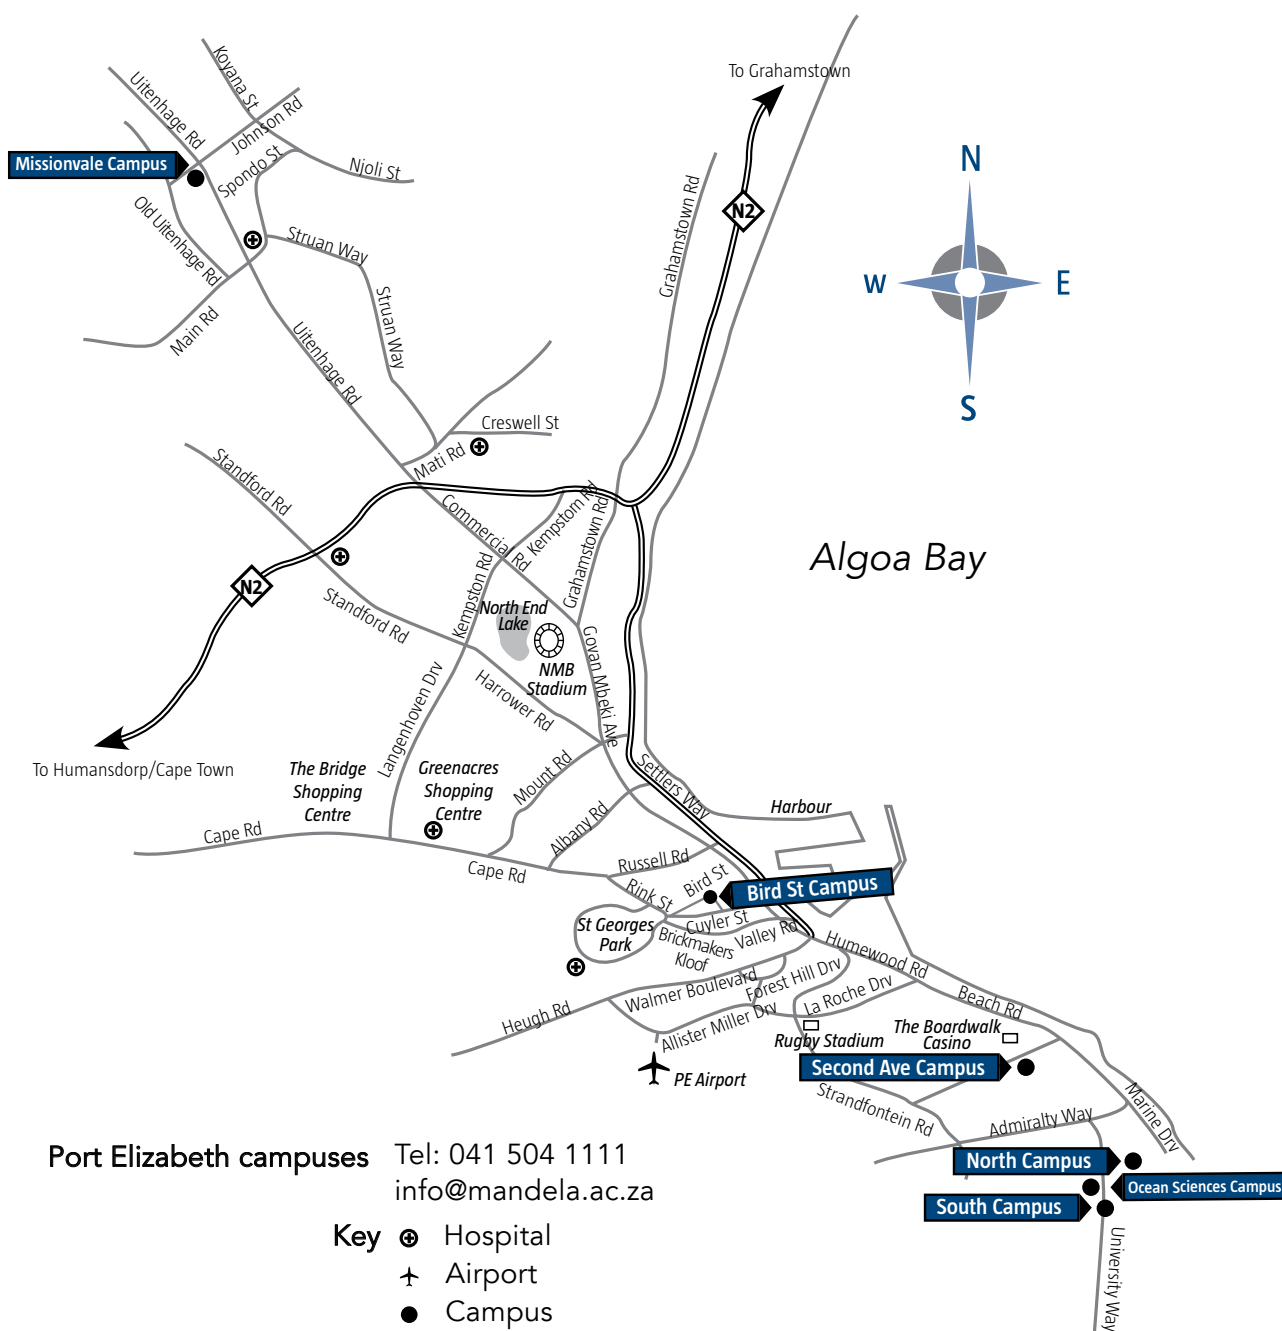 To Grahamstown
Koyana St
Uitenhage Rd
Johnson Rd
Missionvale Campus
Spondo St
Njoli St
Old Uitenhage Rd
Struan Way
Struan Way
Main Rd
Uitenhage Rd
Grahamstown Rd
N2
N
W
E
S
Creswell St
Mati Rd
Standford Rd
Commercial Rd
Kempstom Rd
Grahamstown Rd
Algoa Bay
N2
Standford Rd
Kempston Rd
North End
Lake
NMB
Stadium
Govan Mbeki Ave
Harrower Rd
Langenhoven Drv
To Humansdorp/Cape Town
The Bridge
Shopping
Centre
Greenacres
Shopping
Centre
Mount Rd
Settlers Way
Harbour
Albany Rd
Cape Rd
Cape Rd
Russell Rd
Rink St
Bird St
Bird St Campus
St Georges
Park
Cuyler St
Brickmakers
Kloof
Valley Rd
Humewood Rd
Walmer Boulevard
Forest Hill Drv
La Roche Drv
Beach Rd
Heugh Rd
Allister Miller Drv
Rugby Stadium
The Boardwalk
Casino
PE Airport
Second Ave Campus
Strandfontein Rd
Admiralty Way
Marine Drv
North Campus
Ocean Sciences Campus
South Campus
University Way
Port Elizabeth campuses
Tel: 041 504 1111
info@mandela.ac.za
Key
Hospital
Airport
Campus